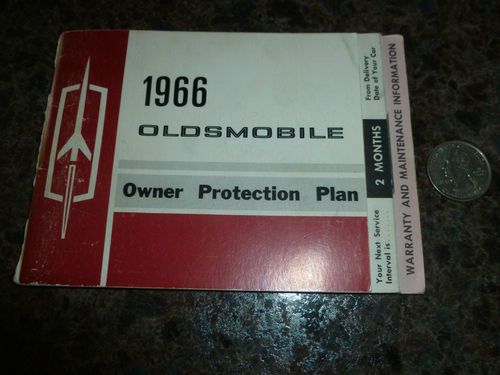 1966
OLDSMOBILE
Owner Protection Plan
Your Next Service
Interval is . . . . . . .
2 MONTHS
From Delivery
Date of Your Car
WARRANTY AND MAINTENANCE INFORMATION